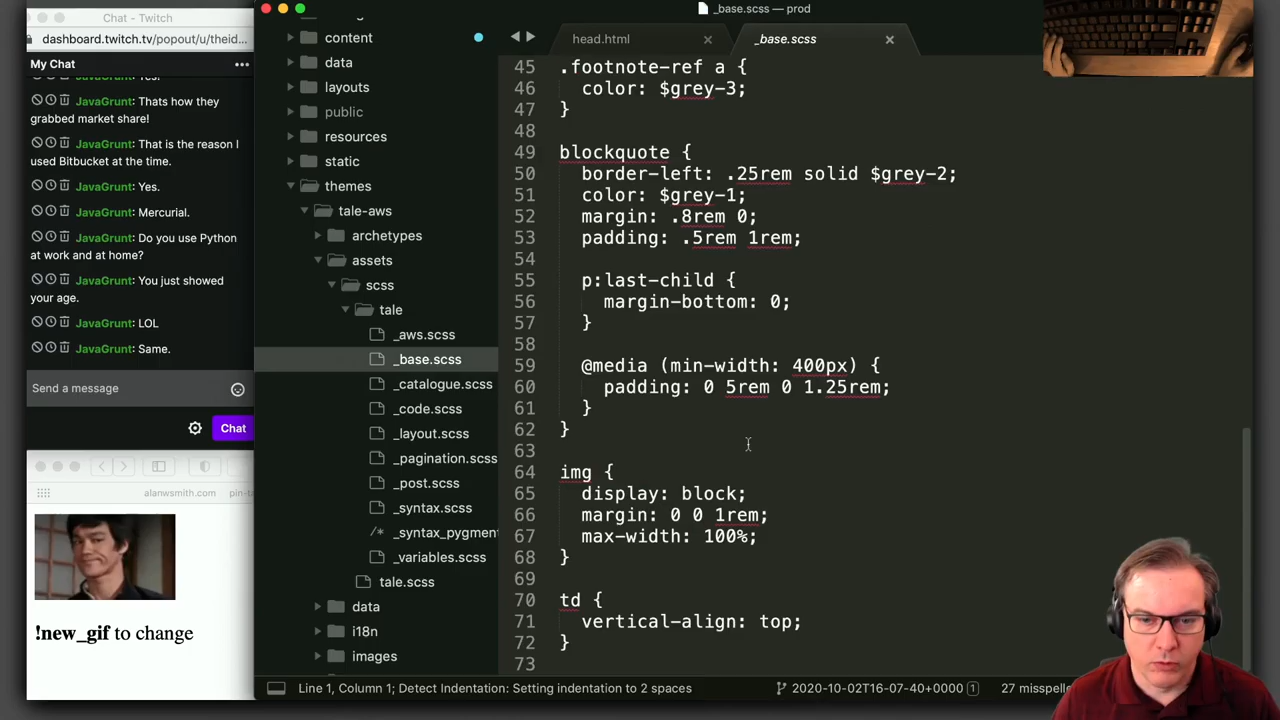 Chat - Twitch
dashboard.twitch.tv/popout/u/theid...
My Chat
JavaGrunt: Yes!
JavaGrunt: Thats how they
grabbed market share!
JavaGrunt: That is the reason I
used Bitbucket at the time.
JavaGrunt: Yes.
JavaGrunt: Mercurial.
JavaGrunt: Do you use Python
at work and at home?
JavaGrunt: You just showed
your age.
JavaGrunt: LOL
JavaGrunt: Same.
Send a message
Chat
alanwsmith.com pin-ta
!new_gif to change
content
data
layouts
public
resources
static
themes
tale-aws
archetypes
assets
scss
tale
_aws.scss
_base.scss
_catalogue.scss
_code.scss
_layout.scss
_pagination.scss
_post.scss
_syntax.scss
/* _syntax_pygment
_variables.scss
tale.scss
data
i18n
images
_base.scss — prod
head.html
_base.scss
45 .footnote-ref a {
46 color: $grey-3;
47 }
48
49 blockquote {
50 border-left: .25rem solid $grey-2;
51 color: $grey-1;
52 margin: .8rem 0;
53 padding: .5rem 1rem;
54
55 p:last-child {
56 margin-bottom: 0;
57 }
58
59 @media (min-width: 400px) {
60 padding: 0 5rem 0 1.25rem;
61 }
62 }
63
64 img {
65 display: block;
66 margin: 0 0 1rem;
67 max-width: 100%;
68 }
69
70 td {
71 vertical-align: top;
72 }
73
Line 1, Column 1; Detect Indentation: Setting indentation to 2 spaces
2020-10-02T16-07-40+0000 1
27 misspelle